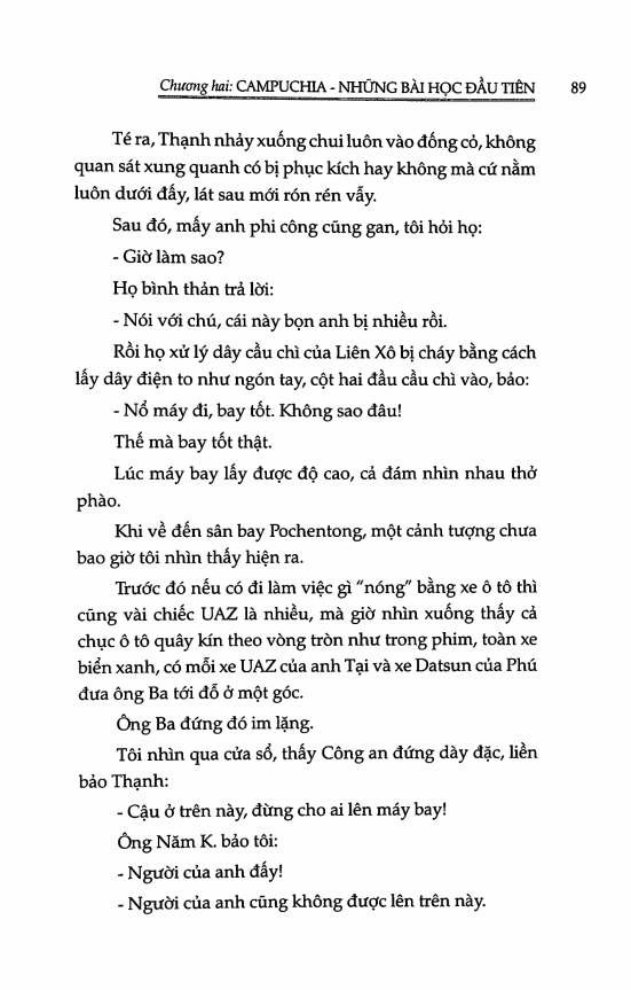 Chương hai: CAMPUCHIA - NHỮNG BÀI HỌC ĐẦU TIÊN 89
Té ra, Thạnh nhảy xuống chui luôn vào đống cỏ, không
quan sát xung quanh có bị phục kích hay không mà cứ nằm
luôn dưới đấy, lát sau mới rón rén vẫy.
Sau đó, mấy anh phi công cũng gan, tôi hỏi họ:
- Giờ làm sao?
Họ bình thản trả lời:
- Nói với chú, cái này bọn anh bị nhiều rồi.
Rồi họ xử lý dây cầu chì của Liên Xô bị cháy bằng cách
lấy dây điện to như ngón tay, cột hai đầu cầu chì vào, bảo:
- Nổ máy đi, bay tốt. Không sao đâu!
Thế mà bay tốt thật.
Lúc máy bay lấy được độ cao, cả đám nhìn nhau thở
phào.
Khi về đến sân bay Pochentong, một cảnh tượng chưa
bao giờ tôi nhìn thấy hiện ra.
Trước đó nếu có đi làm việc gì "nóng" bằng xe ô tô thì
cũng vài chiếc UAZ là nhiều, mà giờ nhìn xuống thấy cả
chục ô tô quây kín theo vòng tròn như trong phim, toàn xe
biển xanh, có mỗi xe UAZ của anh Tại và xe Datsun của Phú
đưa ông Ba tới đỗ ở một góc.
Ông Ba đứng đó im lặng.
Tôi nhìn qua cửa sổ, thấy Công an đứng dày đặc, liền
bảo Thạnh:
- Cậu ở trên này, đừng cho ai lên máy bay!
Ông Năm K. bảo tôi:
- Người của anh đấy!
- Người của anh cũng không được lên trên này.